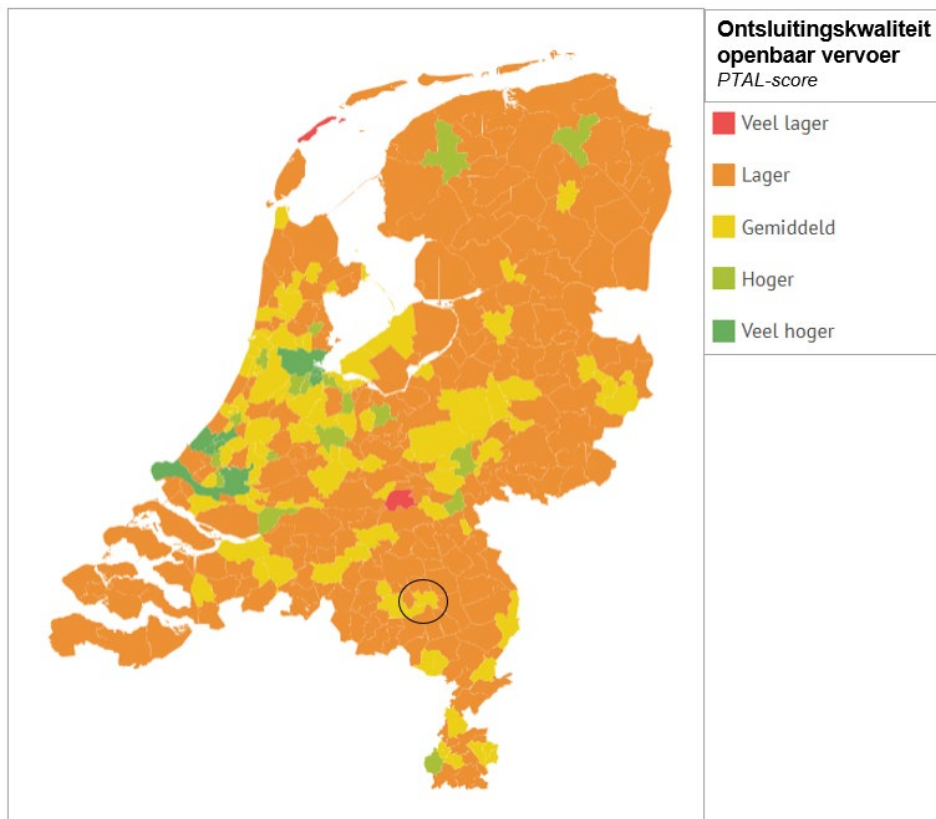 Ontsluitingskwaliteit
openbaar vervoer
PTAL-score
Veel lager
Lager
Gemiddeld
Hoger
Veel hoger